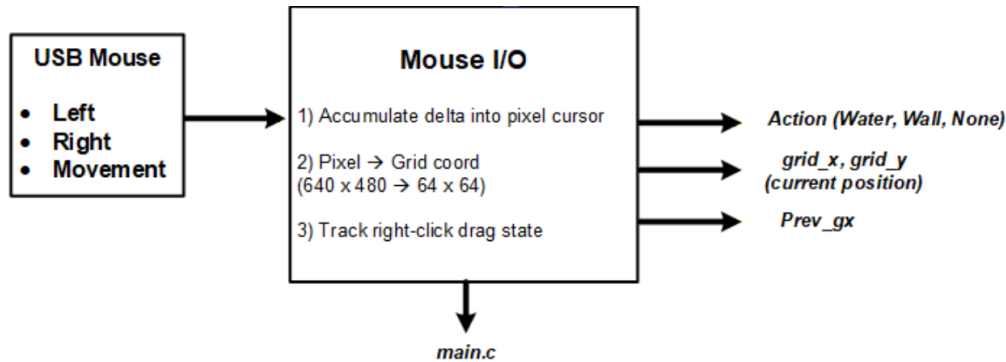 USB Mouse
• Left
• Right
• Movement
Mouse I/O
1) Accumulate delta into pixel cursor
2) Pixel → Grid coord
(640 x 480 → 64 x 64)
3) Track right-click drag state
Action (Water, Wall, None)
grid_x, grid_y
(current position)
Prev_gx
main.c